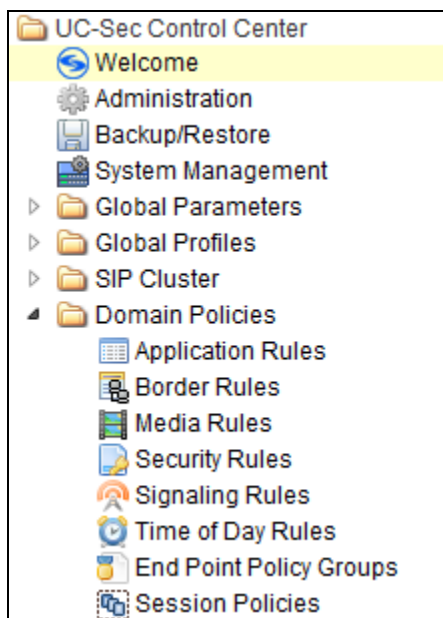 UC-Sec Control Center
Welcome
Administration
Backup/Restore
System Management
Global Parameters
Global Profiles
SIP Cluster
Domain Policies
Application Rules
Border Rules
Media Rules
Security Rules
Signaling Rules
Time of Day Rules
End Point Policy Groups
Session Policies